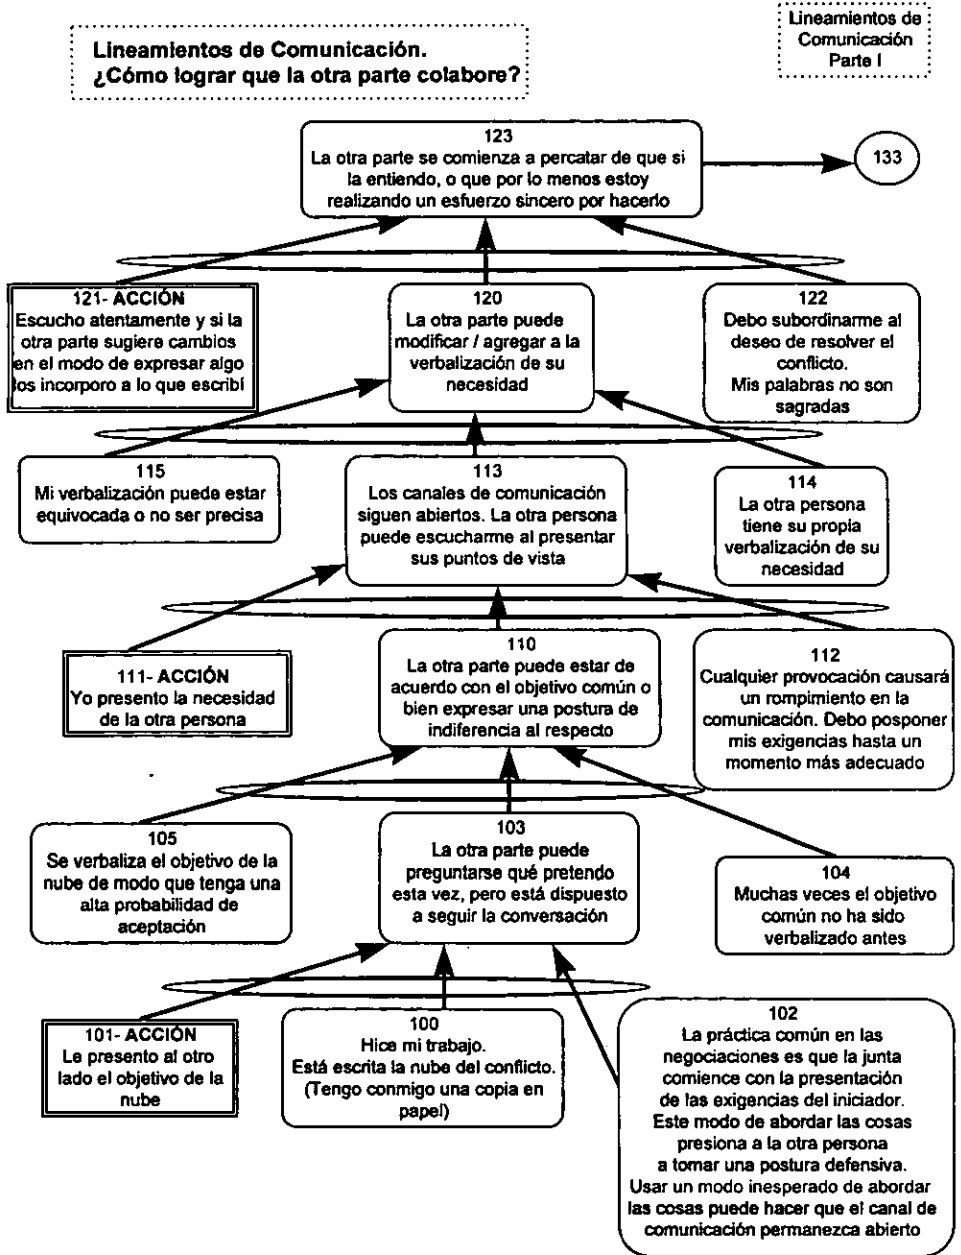 Lineamientos de Comunicación.
¿Cómo lograr que la otra parte colabore?
Lineamientos de
Comunicación
Parte I
123
La otra parte se comienza a percatar de que si
la entiendo, o que por lo menos estoy
realizando un esfuerzo sincero por hacerlo
133
121- ACCIÓN
Escucho atentamente y si la
otra parte sugiere cambios
en el modo de expresar algo
los incorporo a lo que escribí
120
La otra parte puede
modificar / agregar a la
verbalización de su
necesidad
122
Debo subordinarme al
deseo de resolver el
conflicto.
Mis palabras no son
sagradas
115
Mi verbalización puede estar
equivocada o no ser precisa
113
Los canales de comunicación
siguen abiertos. La otra persona
puede escucharme al presentar
sus puntos de vista
114
La otra persona
tiene su propia
verbalización de su
necesidad
111- ACCIÓN
Yo presento la necesidad
de la otra persona
110
La otra parte puede estar de
acuerdo con el objetivo común o
bien expresar una postura de
indiferencia al respecto
112
Cualquier provocación causará
un rompimiento en la
comunicación. Debo posponer
mis exigencias hasta un
momento más adecuado
105
Se verbaliza el objetivo de la
nube de modo que tenga una
alta probabilidad de
aceptación
103
La otra parte puede
preguntarse qué pretendo
esta vez, pero está dispuesto
a seguir la conversación
104
Muchas veces el objetivo
común no ha sido
verbalizado antes
101- ACCIÓN
Le presento al otro
lado el objetivo de la
nube
100
Hice mi trabajo.
Está escrita la nube del conflicto.
(Tengo conmigo una copia en
papel)
102
La práctica común en las
negociaciones es que la junta
comience con la presentación
de las exigencias del iniciador.
Este modo de abordar las cosas
presiona a la otra persona
a tomar una postura defensiva.
Usar un modo inesperado de abordar
las cosas puede hacer que el canal de
comunicación permanezca abierto